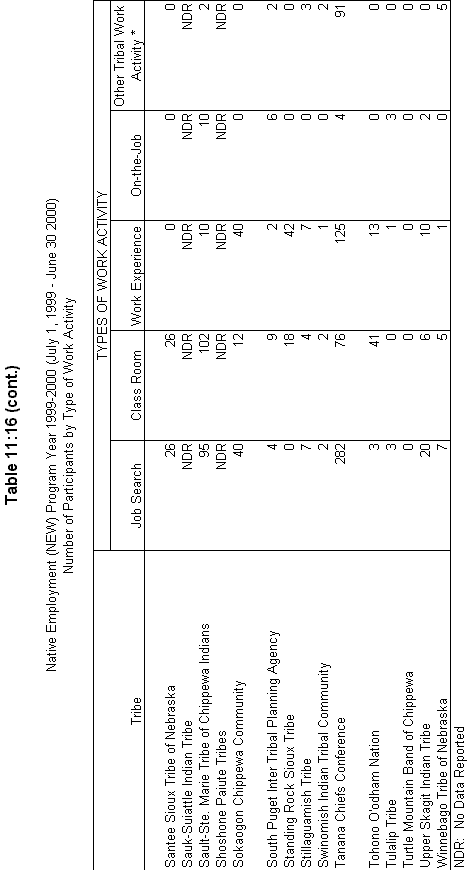 Table 11:16 (cont.)
Native Employment (NEW) Program Year 1999-2000 (July 1, 1999 - June 30 2000)
Number of Participants by Type of Work Activity
TYPES OF WORK ACTIVITY
Tribe Job Search Class Room Work Experience On-the-Job Other Tribal Work Activity *
Santee Sioux Tribe of Nebraska 26 26 0 0 0
Sauk-Suiattle Indian Tribe NDR NDR NDR NDR NDR
Sault-Ste. Marie Tribe of Chippewa Indians 95 102 10 10 2
Shoshone Paiute Tribes NDR NDR NDR NDR NDR
Sokaogon Chippewa Community 40 12 40 0 0
South Puget Inter Tribal Planning Agency 4 9 2 6 2
Standing Rock Sioux Tribe 0 18 42 0 0
Stillaguamish Tribe 7 4 7 0 3
Swinomish Indian Tribal Community 2 2 1 0 2
Tanana Chiefs Conference 282 76 125 4 91
Tohono O'odham Nation 3 41 13 0 0
Tulalip Tribe 3 0 1 3 0
Turtle Mountain Band of Chippewa 0 0 0 0 0
Upper Skagit Indian Tribe 20 6 10 2 0
Winnebago Tribe of Nebraska 7 5 1 0 5
NDR: No Data Reported